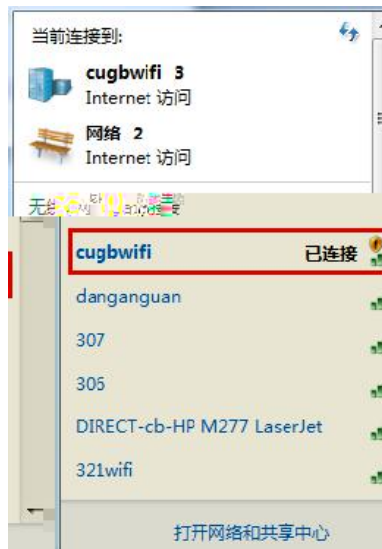 当前连接到:
cugbwifi 3
Internet 访问
网络 2
Internet 访问
cugbwifi 已连接
danganguan
307
306
DIRECT-cb-HP M277 LaserJet
321wifi
打开网络和共享中心